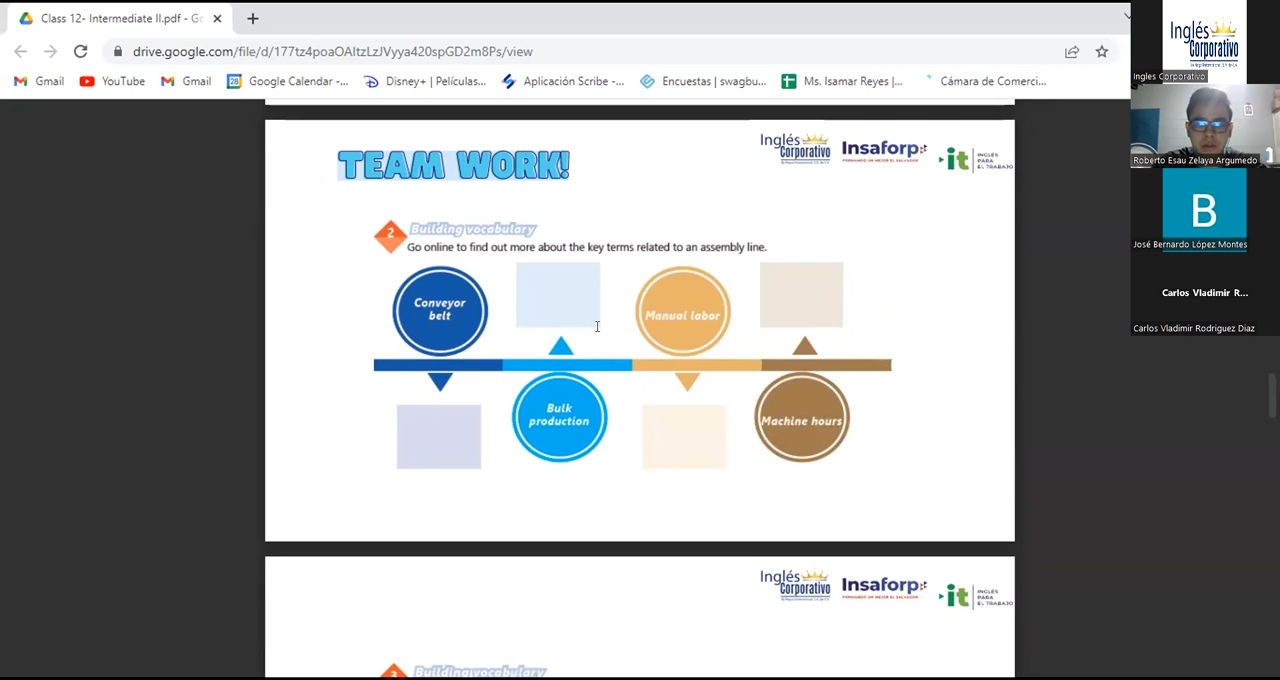 Class 12- Intermediate II.pdf - Go
drive.google.com/file/d/177tz4poaOAItzLzJVyya420spGD2m8Ps/view
Gmail
YouTube
Gmail
Google Calendar -...
Disney+ | Películas...
Aplicación Scribe -...
Encuestas | swagbu...
Ms. Isamar Reyes |...
Cámara de Comerci...
TEAM WORK!
Inglés
Corporativo
Insaforp
FORMANDO UN MEJOR EL SALVADOR
it
INGLÉS
PARA
EL TRABAJO
2
Building vocabulary
Go online to find out more about the key terms related to an assembly line.
Conveyor
belt
Manual labor
Bulk
production
Machine hours
Inglés
Corporativo
Insaforp
FORMANDO UN MEJOR EL SALVADOR
it
INGLÉS
PARA
EL TRABAJO
3
Building vocabulary
Inglés
Corporativo
Ingles Corporativo
Roberto Esau Zelaya Argumedo
B
José Bernardo López Montes
Carlos Vladimir R...
Carlos Vladimir Rodriguez Diaz